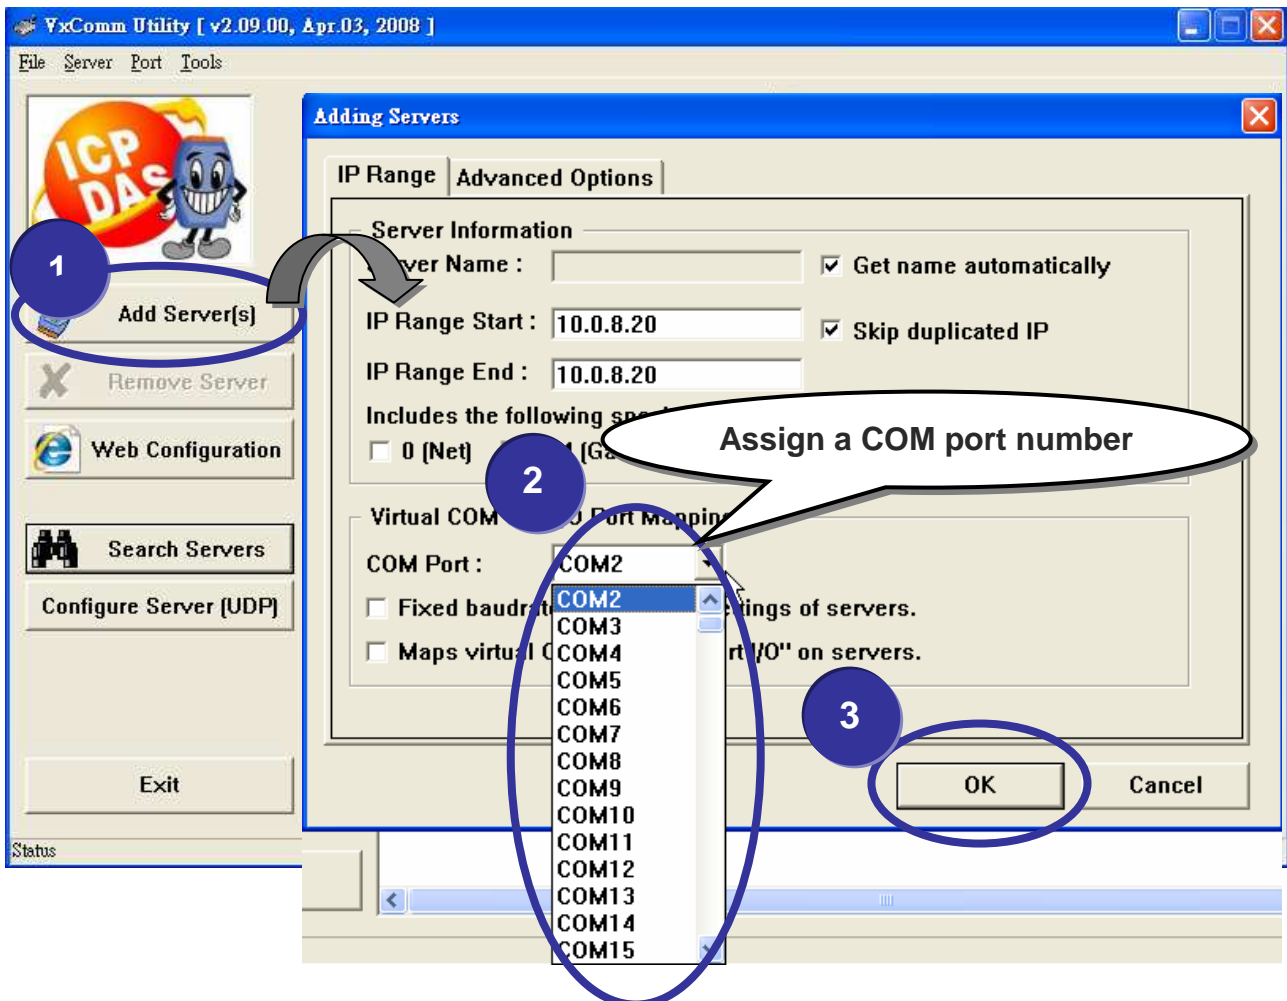 VxComm Utility [ v2.09.00, Apr.03, 2008 ]
File Server Port Tools
ICP
DAS
1
Add Server(s)
Remove Server
Web Configuration
Search Servers
Configure Server (UDP)
Exit
Status
Adding Servers
IP Range Advanced Options
Server Information
Name : Get name automatically
IP Range Start : 10.0.8.20 Skip duplicated IP
IP Range End : 10.0.8.20
Includes the following
0 (Net)
Assign a COM port number
2
Virtual COM Port Mapping
COM Port : COM2
Fixed of servers.
Maps virtual I/O" on servers.
COM2
COM3
COM4
COM5
COM6
COM7
COM8
COM9
COM10
COM11
COM12
COM13
COM14
COM15
3
OK Cancel